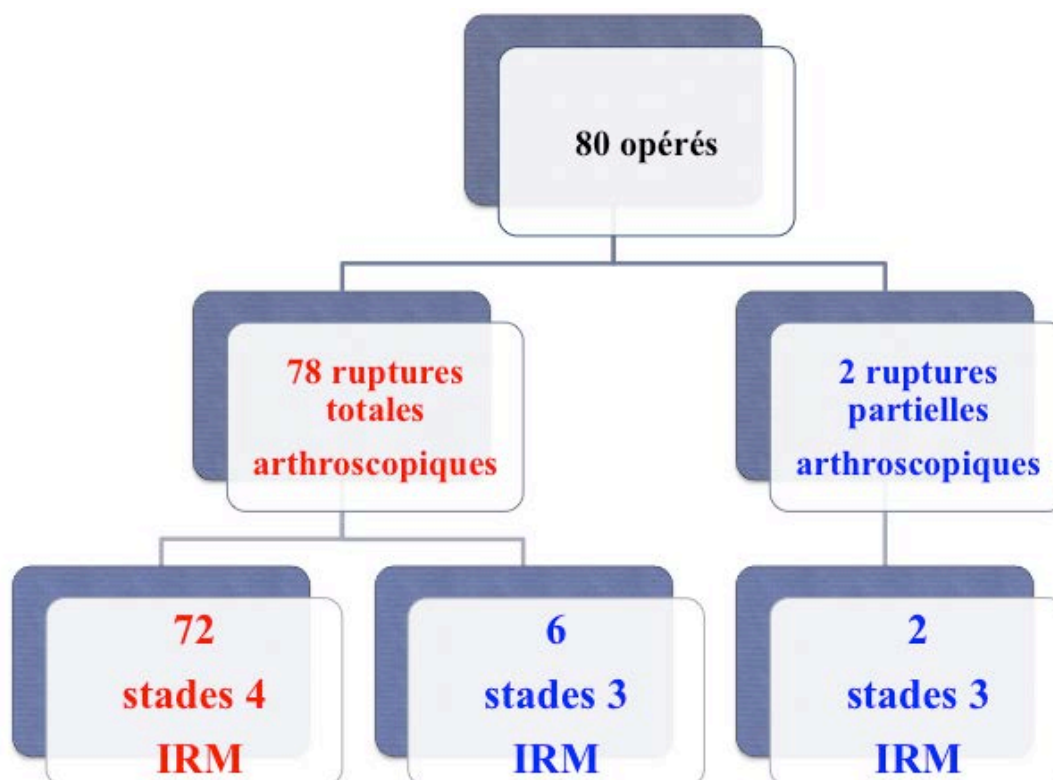 80 opérés
78 ruptures
totales
arthroscopiques
2 ruptures
partielles
arthroscopiques
72
stades 4
IRM
6
stades 3
IRM
2
stades 3
IRM